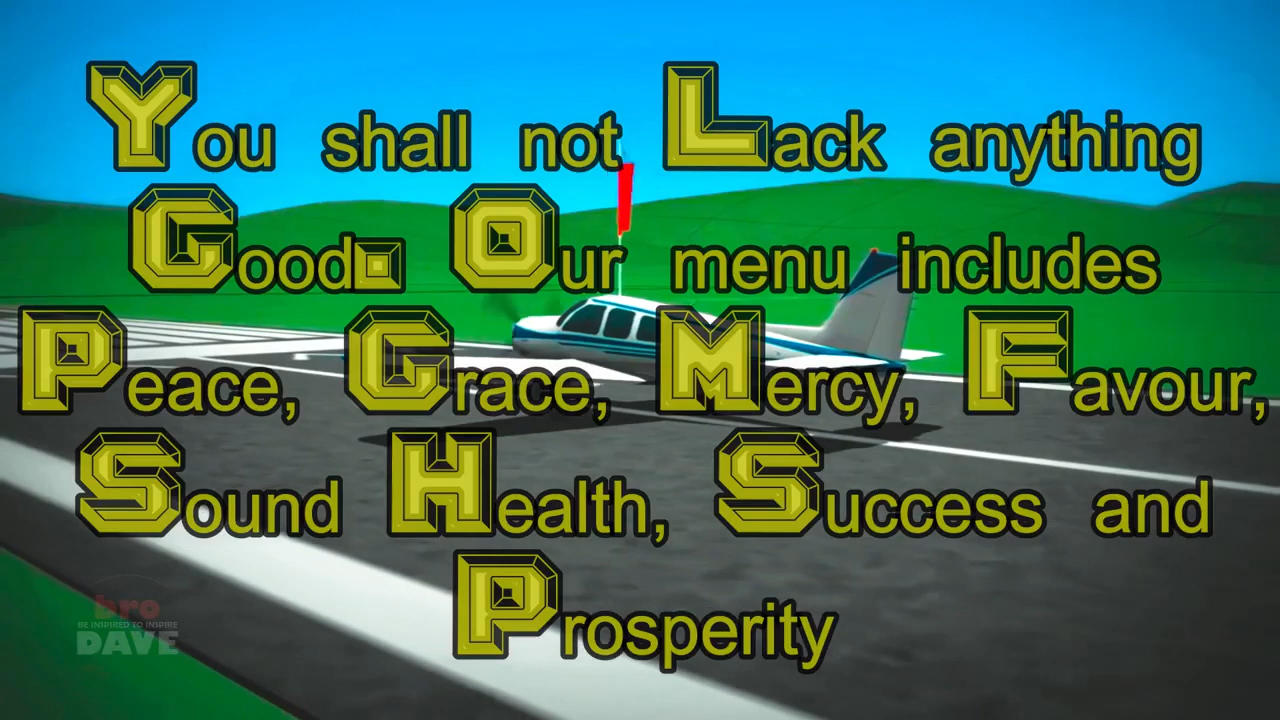 You shall not Lack anything
Good. Our menu includes
Peace, Grace, Mercy, Favour,
Sound Health, Success and
Prosperity
bro
BE INSPIRED TO INSPIRE
DAVE